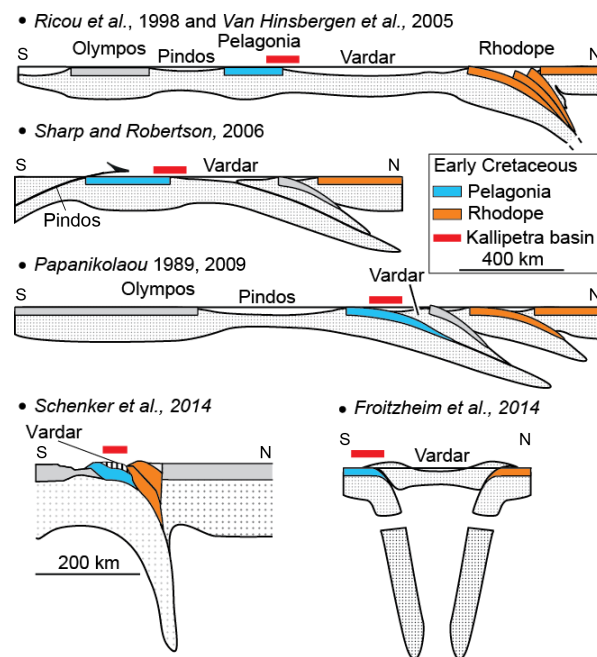 • Ricou et al., 1998 and Van Hinsbergen et al., 2005
S Olympos Pindos Pelagonia Vardar Rhodope N
• Sharp and Robertson, 2006
S Vardar N
Pindos
Early Cretaceous
Pelagonia
Rhodope
Kallipetra basin
400 km
• Papanikolaou 1989, 2009
Vardar
S Olympos Pindos N
• Schenker et al., 2014
Vardar
S N
200 km
• Froitzheim et al., 2014
S Vardar N